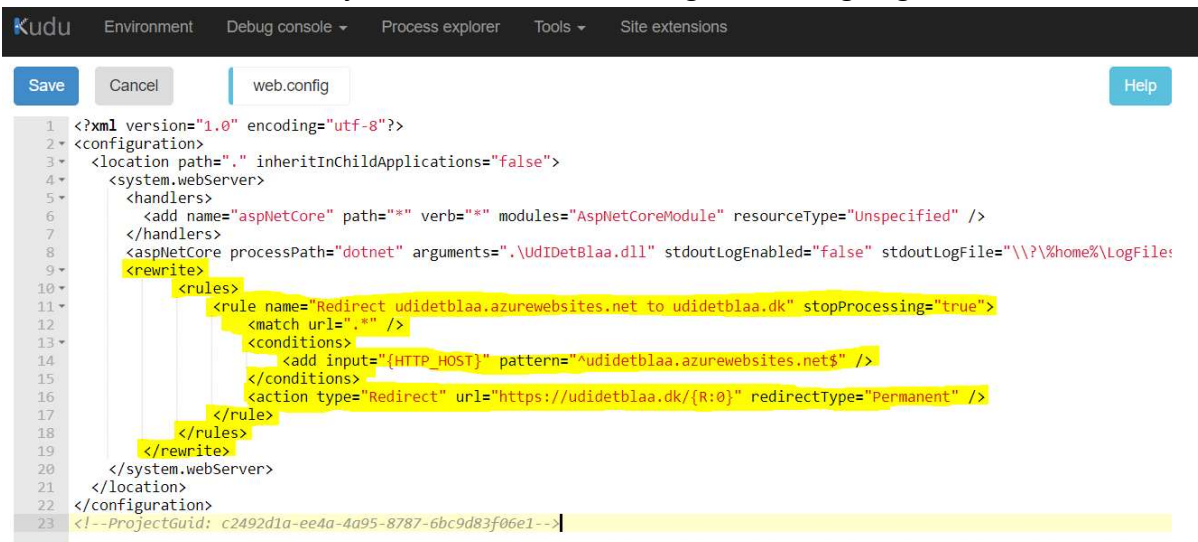 Kudu Environment Debug console Process explorer Tools Site extensions
Save Cancel web.config Help
1 <?xml version="1.0" encoding="utf-8"?>
2 <configuration>
3 <location path="." inheritInChildApplications="false">
4 <system.webServer>
5 <handlers>
6 <add name="aspNetCore" path="*" verb="*" modules="AspNetCoreModule" resourceType="Unspecified" />
7 </handlers>
8 <aspNetCore processPath="dotnet" arguments=".\UdIDetBlaa.dll" stdoutLogEnabled="false" stdoutLogFile="\\?\%home%\LogFiles
9 <rewrite>
10 <rules>
11 <rule name="Redirect udidetblaa.azurewebsites.net to udidetblaa.dk" stopProcessing="true">
12 <match url=".*" />
13 <conditions>
14 <add input="{HTTP_HOST}" pattern="^udidetblaa.azurewebsites.net$" />
15 </conditions>
16 <action type="Redirect" url="https://udidetblaa.dk/{R:0}" redirectType="Permanent" />
17 </rule>
18 </rules>
19 </rewrite>
20 </system.webServer>
21 </location>
22 </configuration>
23 <!--ProjectGuid: c2492d1a-ee4a-4a95-8787-6bc9d83f06e1-->